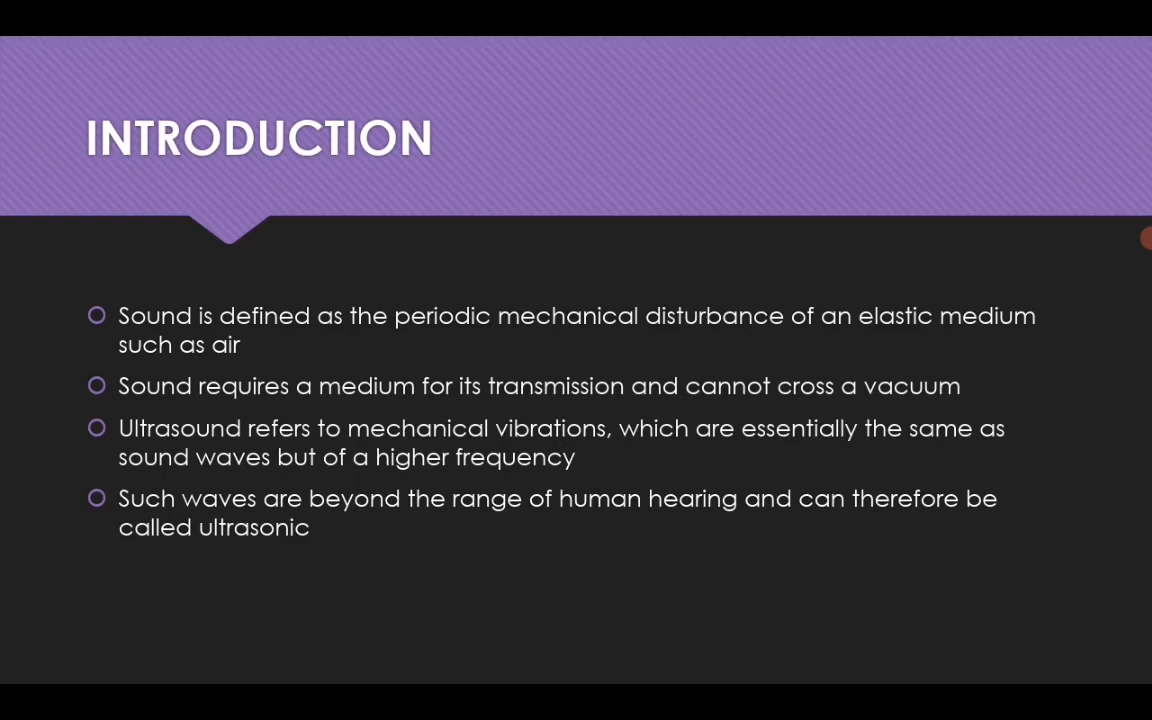 INTRODUCTION
Sound is defined as the periodic mechanical disturbance of an elastic medium
such as air
Sound requires a medium for its transmission and cannot cross a vacuum
Ultrasound refers to mechanical vibrations, which are essentially the same as
sound waves but of a higher frequency
Such waves are beyond the range of human hearing and can therefore be
called ultrasonic